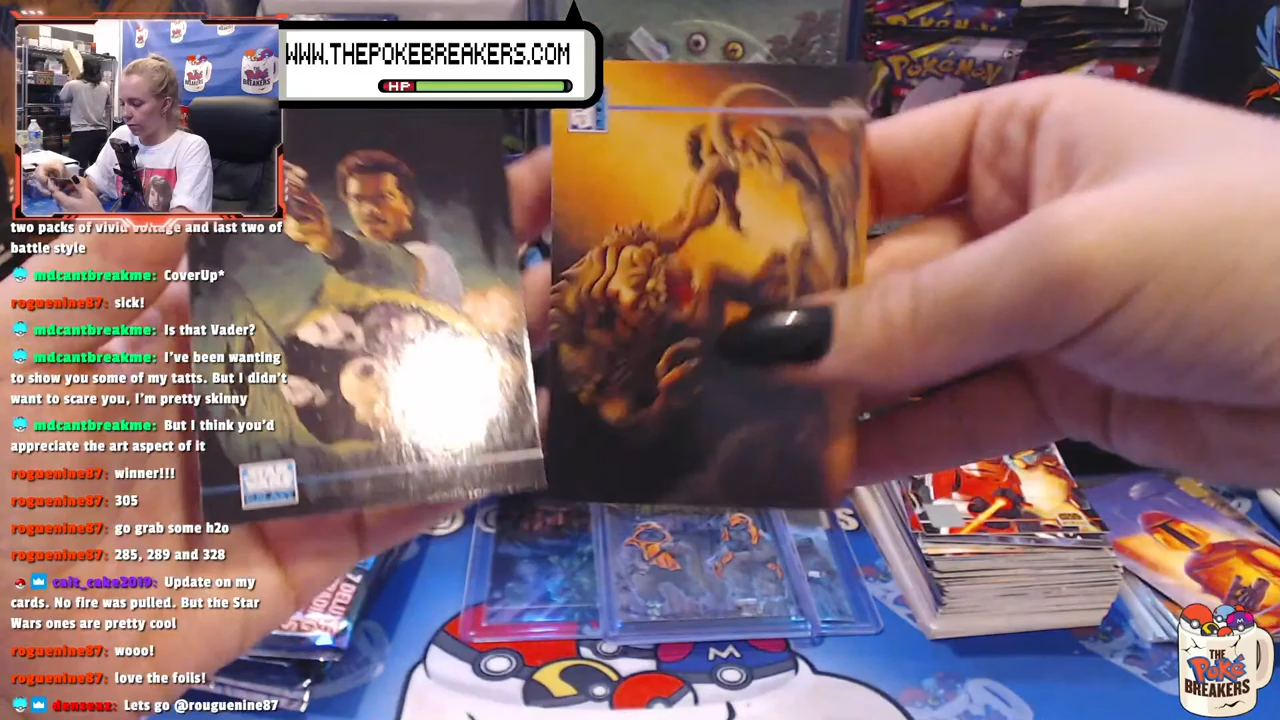 WWW.THEPOKEBREAKERS.COM
HP
POKéMON
two packs of vivid voltage and last two of
battle style
mdcantbreakme: CoverUp*
roguenine87: sick!
mdcantbreakme: Is that Vader?
mdcantbreakme: I've been wanting
to show you some of my tatts. But I didn't
want to scare you, I'm pretty skinny
mdcantbreakme: But I think you'd
appreciate the art aspect of it
roguenine87: winner!!!
roguenine87: 305
roguenine87: go grab some h2o
roguenine87: 285, 289 and 328
cait_cake2019: Update on my
cards. No fire was pulled. But the Star
Wars ones are pretty cool
roguenine87: wooo!
roguenine87: love the foils!
denseaz: Lets go @rouguenine87
STAR
WARS
GALAXY
THE
Poké
BREAKERS